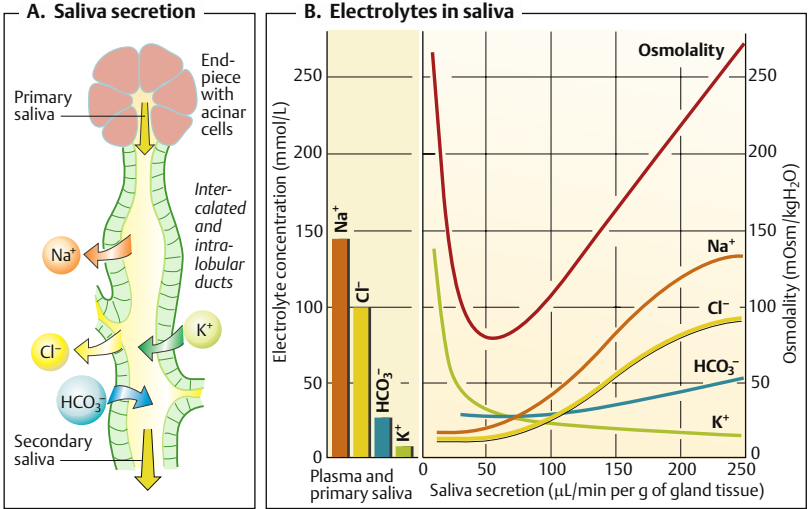 A. Saliva secretion
End-
piece
with
acinar
cells
Primary
saliva
Inter-
calated
and
intra-
lobular
ducts
Na⁺
Cl⁻
K⁺
HCO₃⁻
Secondary
saliva
B. Electrolytes in saliva
Electrolyte concentration (mmol/L)
250
200
150
100
50
0
Na⁺
Cl⁻
HCO₃⁻
K⁺
Plasma and
primary saliva
Osmolality
Na⁺
Cl⁻
HCO₃⁻
K⁺
0 50 100 150 200 250
Saliva secretion (µL/min per g of gland tissue)
250
200
150
100
50
0
Osmolality (mOsm/kgH₂O)